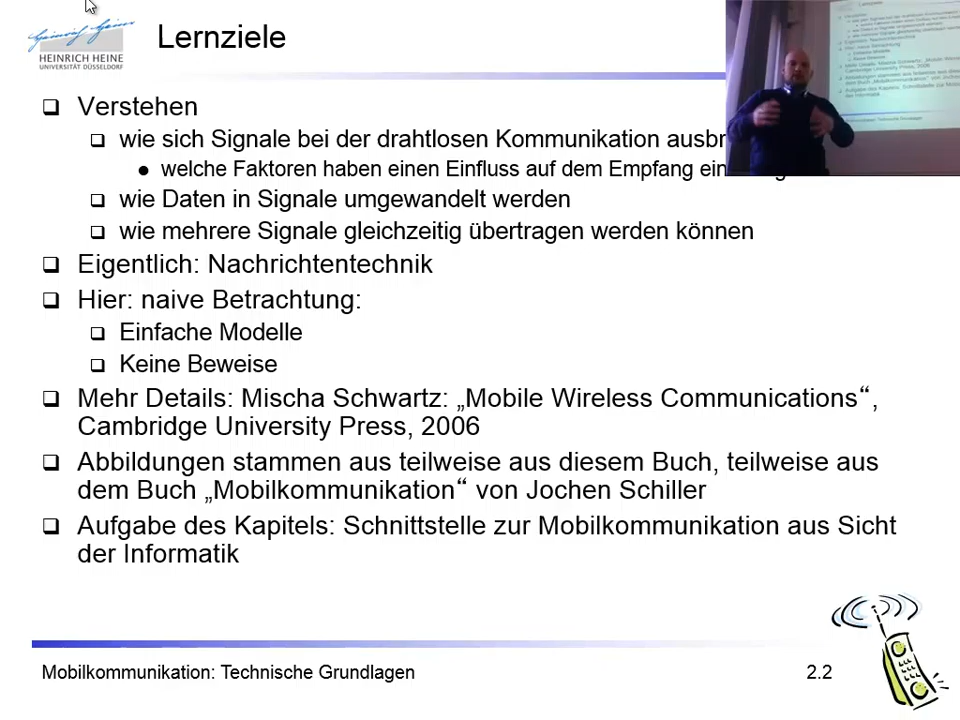 HEINRICH HEINE
UNIVERSITÄT DÜSSELDORF
Lernziele
Verstehen
wie sich Signale bei der drahtlosen Kommunikation
welche Faktoren haben einen Einfluss auf dem Empfang
wie Daten in Signale umgewandelt werden
wie mehrere Signale gleichzeitig übertragen werden können
Eigentlich: Nachrichtentechnik
Hier: naive Betrachtung:
Einfache Modelle
Keine Beweise
Mehr Details: Mischa Schwartz: „Mobile Wireless Communications“,
Cambridge University Press, 2006
Abbildungen stammen aus teilweise aus diesem Buch, teilweise aus
dem Buch „Mobilkommunikation“ von Jochen Schiller
Aufgabe des Kapitels: Schnittstelle zur Mobilkommunikation aus Sicht
der Informatik
Mobilkommunikation: Technische Grundlagen
2.2